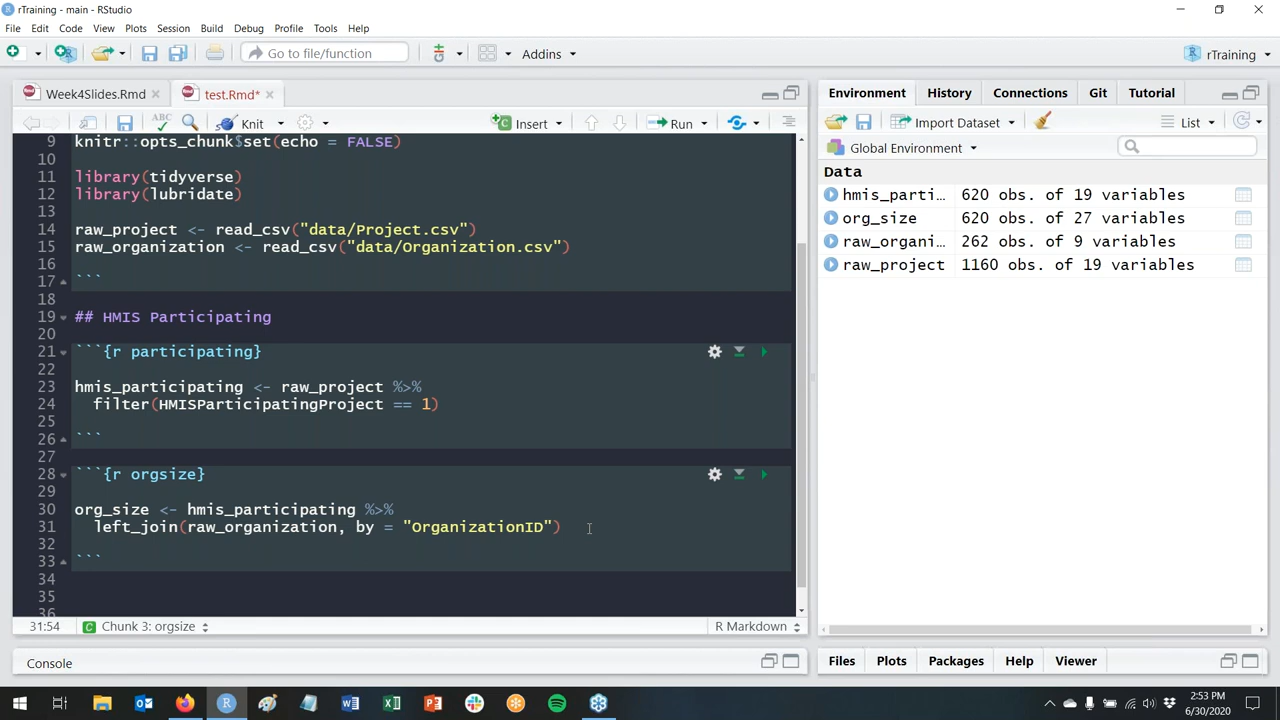 rTraining - main - RStudio
File Edit Code View Plots Session Build Debug Profile Tools Help
Go to file/function Addins rTraining
Week4Slides.Rmd test.Rmd*
ABC Knit Insert Run
9 knitr::opts_chunk$set(echo = FALSE)
10
11 library(tidyverse)
12 library(lubridate)
13
14 raw_project <- read_csv("data/Project.csv")
15 raw_organization <- read_csv("data/Organization.csv")
16
17 ```
18
19 ## HMIS Participating
20
21 ```{r participating}
22
23 hmis_participating <- raw_project %>%
24 filter(HMISParticipatingProject == 1)
25
26 ```
27
28 ```{r orgsize}
29
30 org_size <- hmis_participating %>%
31 left_join(raw_organization, by = "OrganizationID")
32
33 ```
34
35
36
31:54 Chunk 3: orgsize R Markdown
Console
Environment History Connections Git Tutorial
Import Dataset List
Global Environment
Data
hmis_parti… 620 obs. of 19 variables
org_size 620 obs. of 27 variables
raw_organi… 262 obs. of 9 variables
raw_project 1160 obs. of 19 variables
Files Plots Packages Help Viewer
2:53 PM
6/30/2020